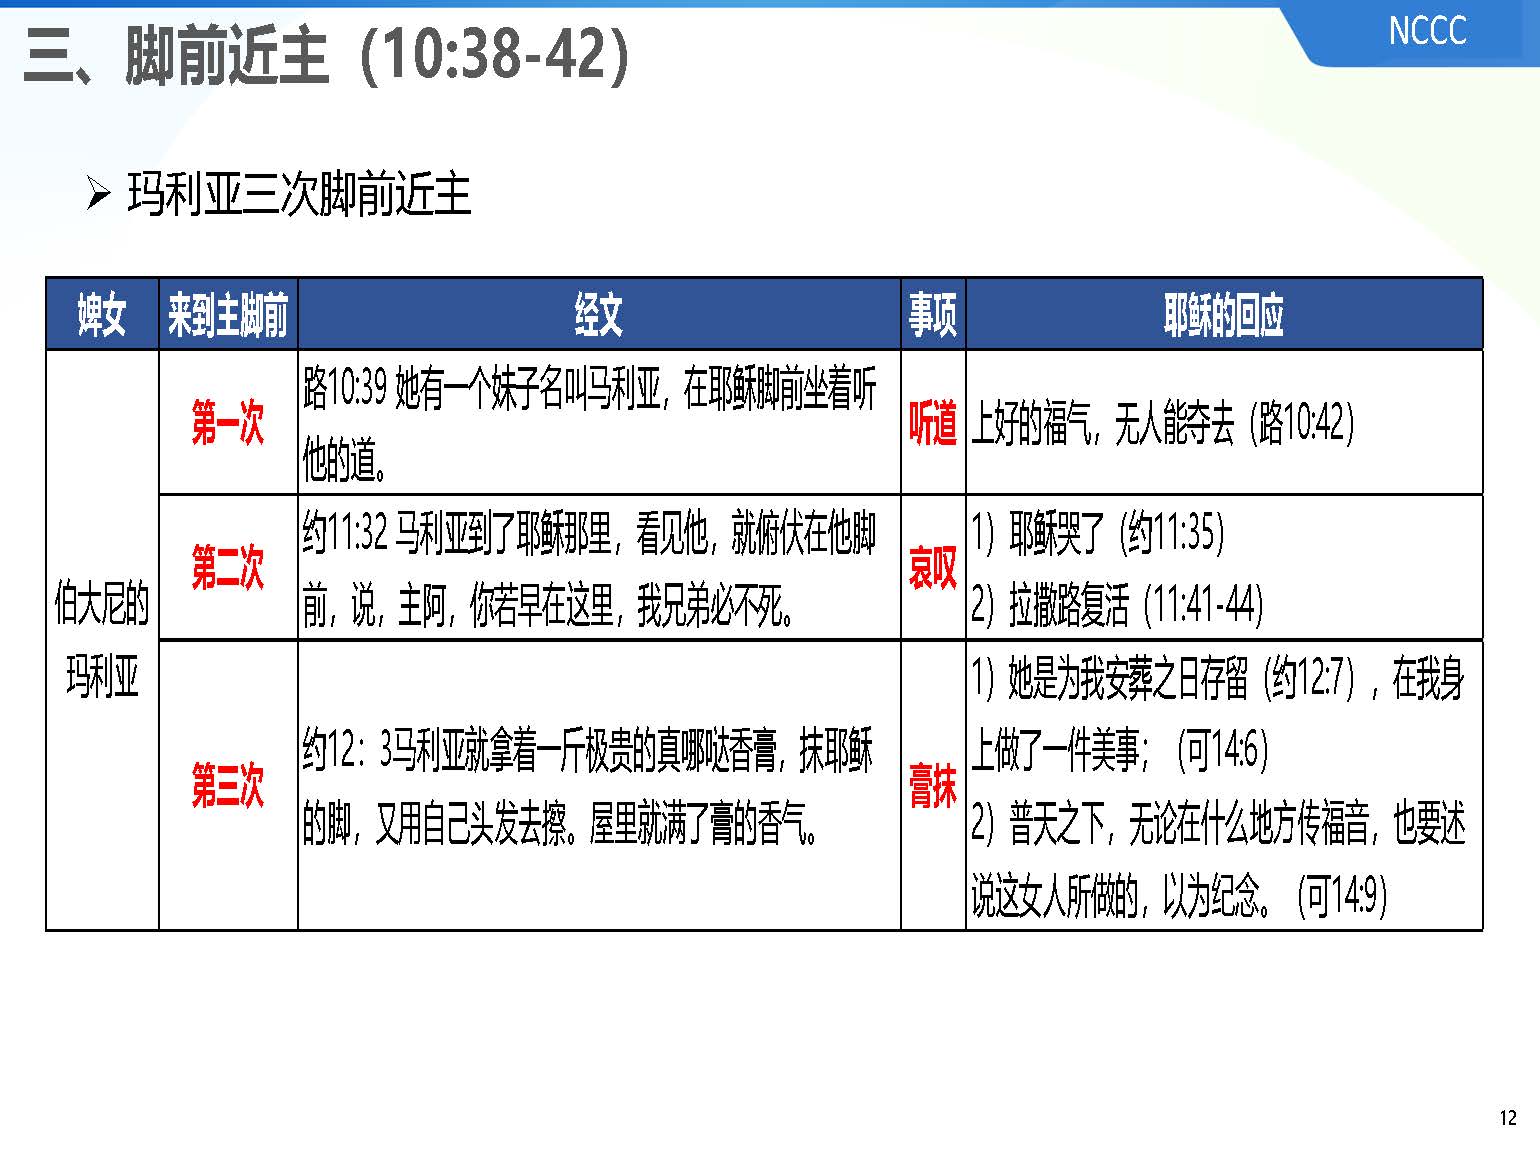 三、脚前近主（10:38-42）
NCCC
➢ 玛利亚三次脚前近主
婢女 来到主脚前 经文 事项 耶稣的回应
伯大尼的
玛利亚
第一次
路10:39 她有一个妹子名叫马利亚，在耶稣脚前坐着听
他的道。
听道
上好的福气，无人能夺去（路10:42）
第二次
约11:32 马利亚到了耶稣那里，看见他，就俯伏在他脚
前，说，主阿，你若早在这里，我兄弟必不死。
哀叹
1）耶稣哭了（约11:35）
2）拉撒路复活（11:41-44）
第三次
约12：3马利亚就拿着一斤极贵的真哪哒香膏，抹耶稣
的脚，又用自己头发去擦。屋里就满了膏的香气。
膏抹
1）她是为我安葬之日存留（约12:7），在我身
上做了一件美事；（可14:6）
2）普天之下，无论在什么地方传福音，也要述
说这女人所做的，以为纪念。（可14:9）
12